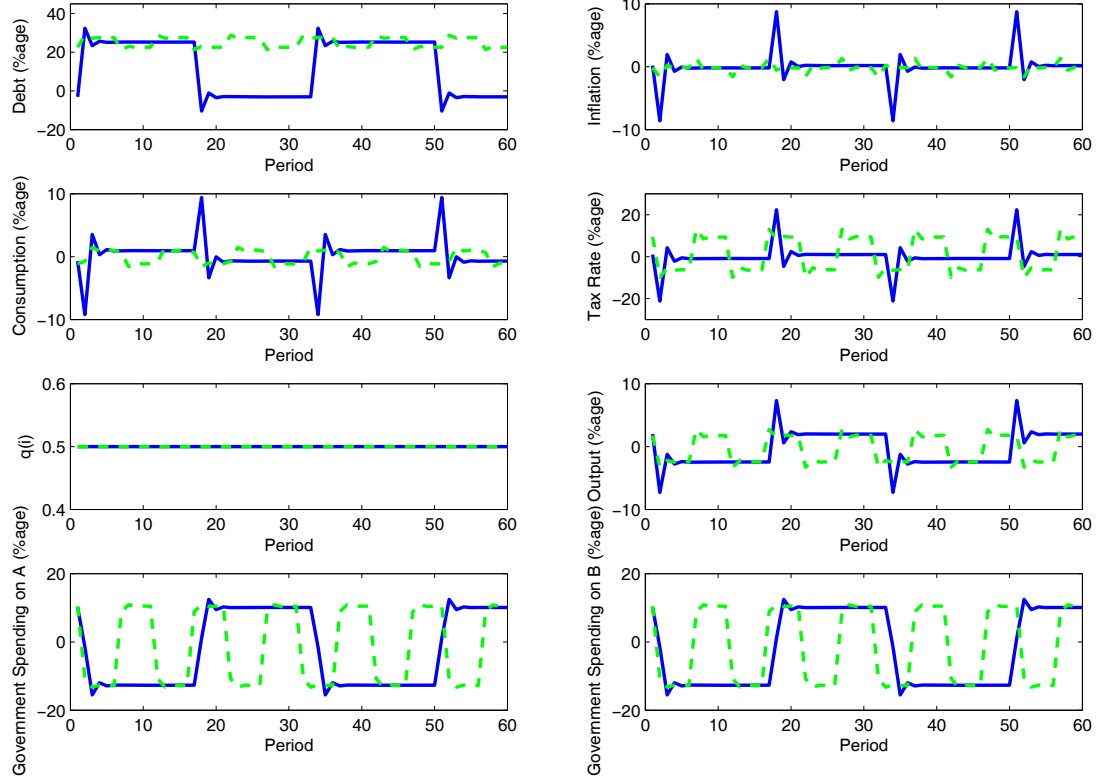 Debt (%age)
40
20
0
−20
0 10 20 30 40 50 60
Period
Inflation (%age)
10
0
−10
0 10 20 30 40 50 60
Period
Consumption (%age)
10
0
−10
0 10 20 30 40 50 60
Period
Tax Rate (%age)
20
0
−20
0 10 20 30 40 50 60
Period
q(i)
0.6
0.5
0.4
0 10 20 30 40 50 60
Period
Output (%age)
10
0
−10
0 10 20 30 40 50 60
Period
Government Spending on A (%age)
20
0
−20
0 10 20 30 40 50 60
Period
Government Spending on B (%age)
20
0
−20
0 10 20 30 40 50 60
Period